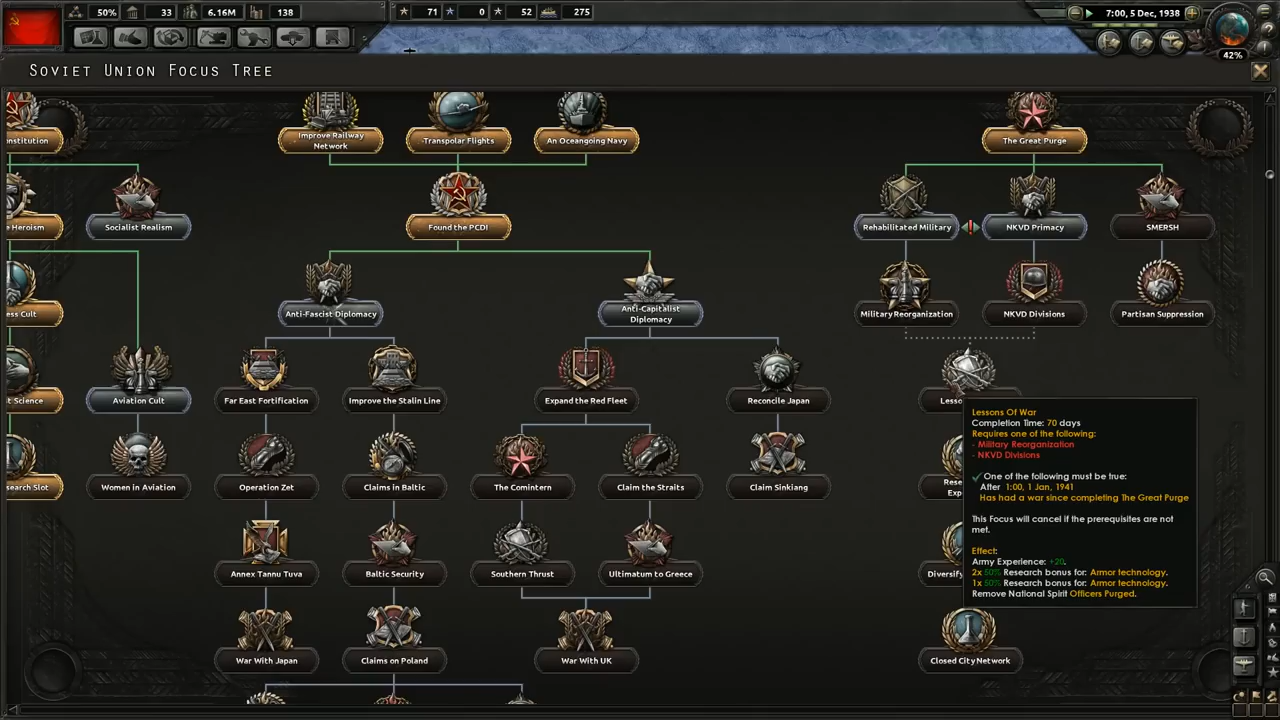 50% 33 6.16M 138 71 0 52 275 7:00, 5 Dec, 1938
42%
Soviet Union Focus Tree
Improve Railway Network
Transpolar Flights
An Oceangoing Navy
The Great Purge
Socialist Realism
Found the PCDI
Rehabilitated Military
NKVD Primacy
SMERSH
Anti-Fascist Diplomacy
Anti-Capitalist Diplomacy
Military Reorganization
NKVD Divisions
Partisan Suppression
Aviation Cult
Far East Fortification
Improve the Stalin Line
Expand the Red Fleet
Reconcile Japan
Women in Aviation
Operation Zet
Claims in Baltic
The Comintern
Claim the Straits
Claim Sinkiang
Annex Tannu Tuva
Baltic Security
Southern Thrust
Ultimatum to Greece
War With Japan
Claims on Poland
War With UK
Closed City Network
Lessons Of War
Completion Time: 70 days
Requires one of the following:
- Military Reorganization
- NKVD Divisions
One of the following must be true:
After 1:00, 1 Jan, 1941
Has had a war since completing The Great Purge
This Focus will cancel if the prerequisites are not
met.
Effect:
Army Experience: +20.
2x 50% Research bonus for: Armor technology.
1x 50% Research bonus for: Armor technology.
Remove National Spirit Officers Purged.